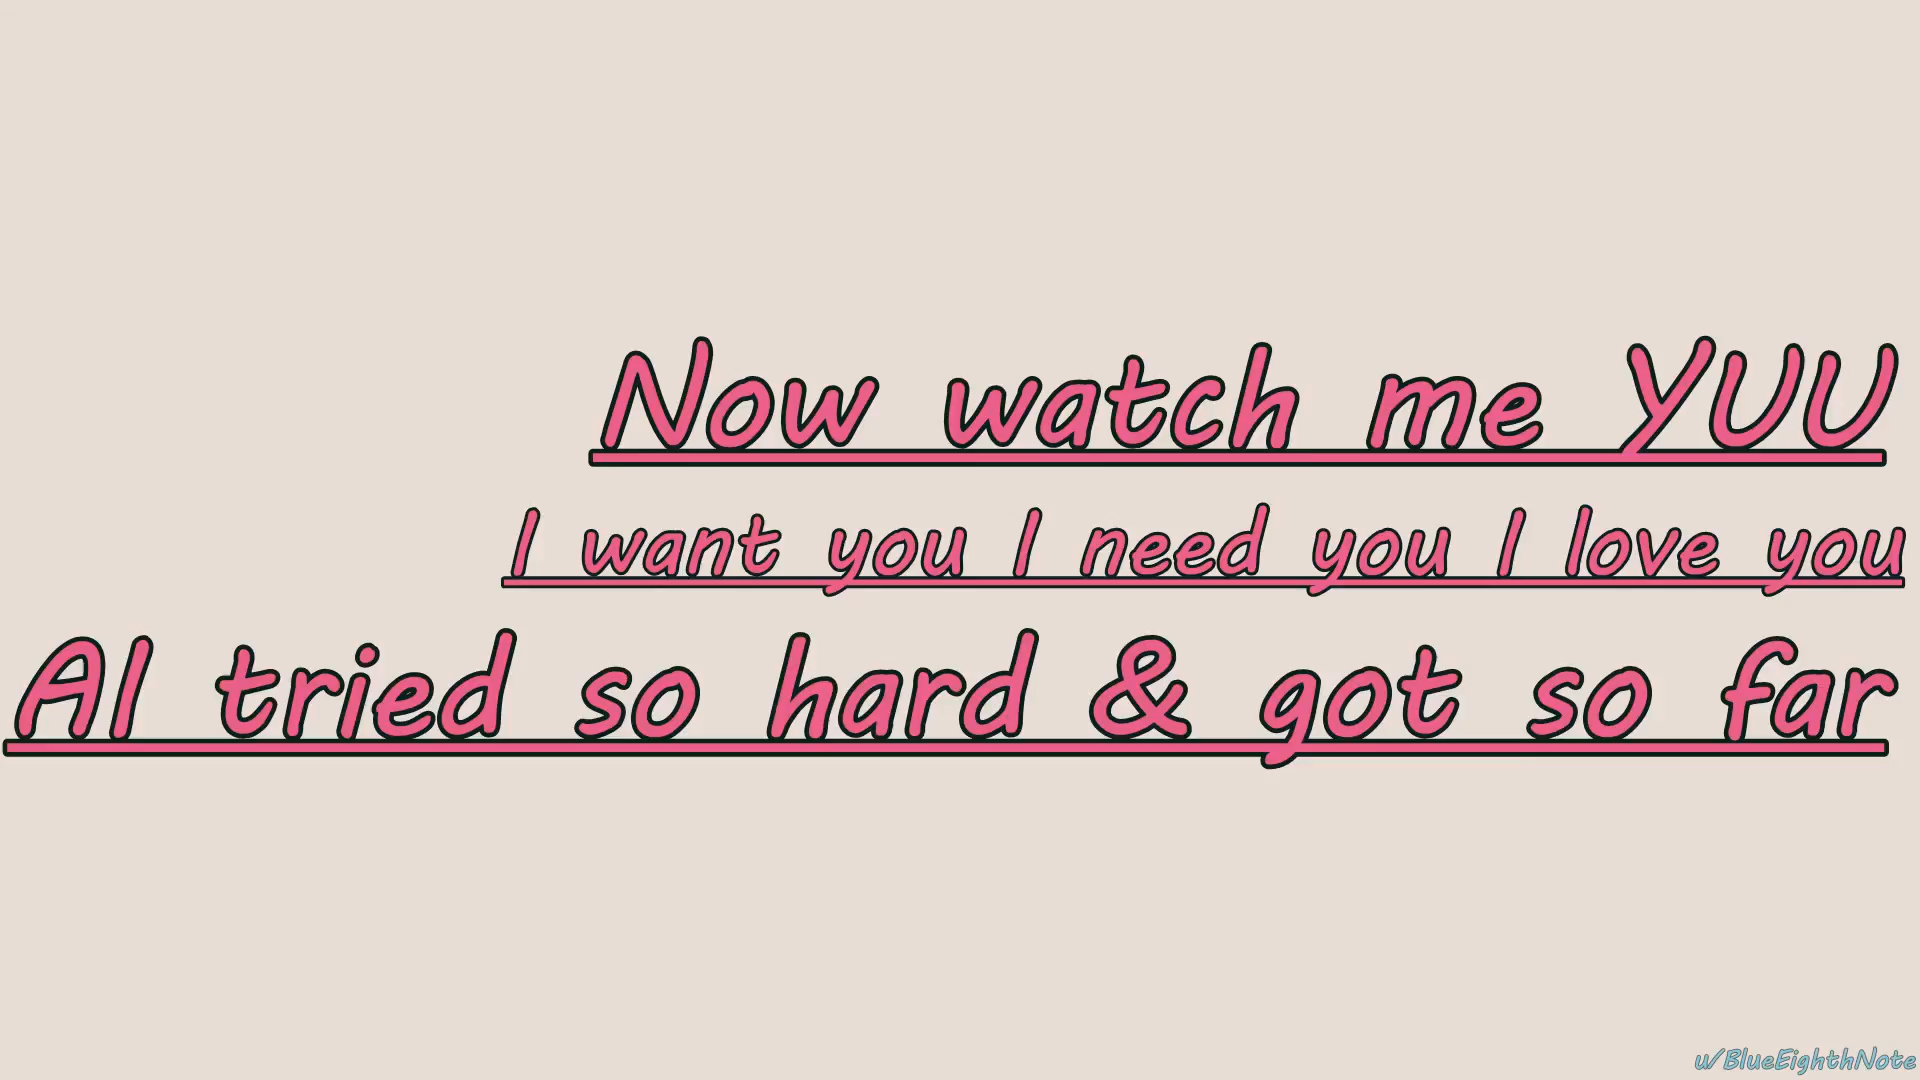 Now watch me YUU
I want you I need you I love you
AI tried so hard & got so far
u/BlueEighthNote